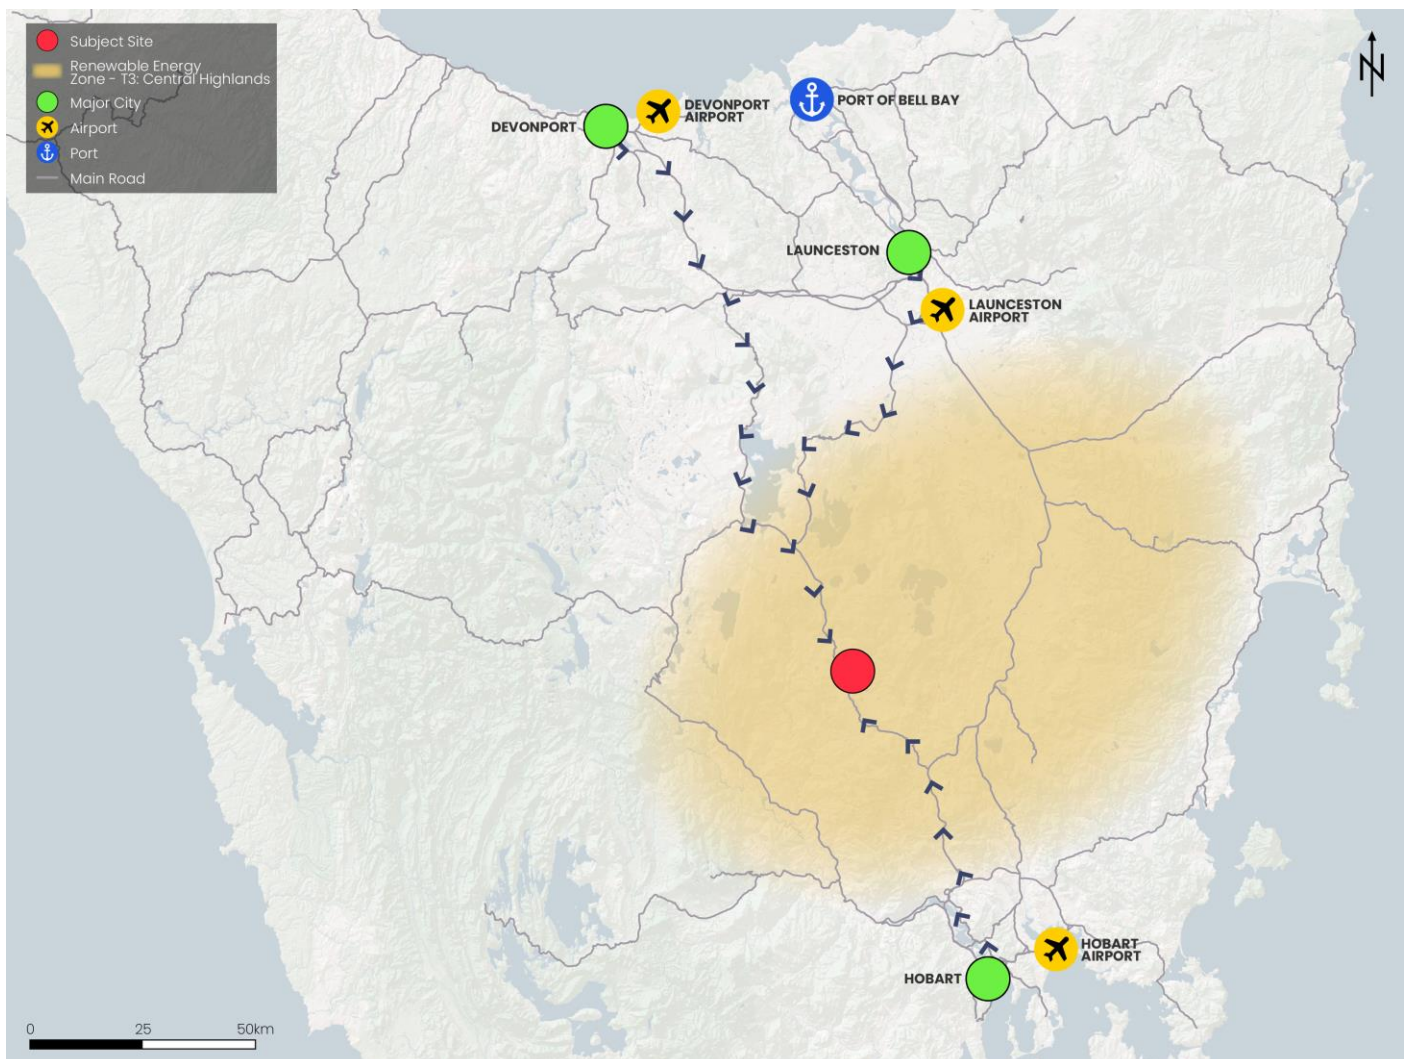 Subject Site
Renewable Energy
Zone - T3: Central Highlands
Major City
Airport
Port
Main Road
N
DEVONPORT
DEVONPORT
AIRPORT
PORT OF BELL BAY
LAUNCESTON
LAUNCESTON
AIRPORT
HOBART
AIRPORT
HOBART
0 25 50km